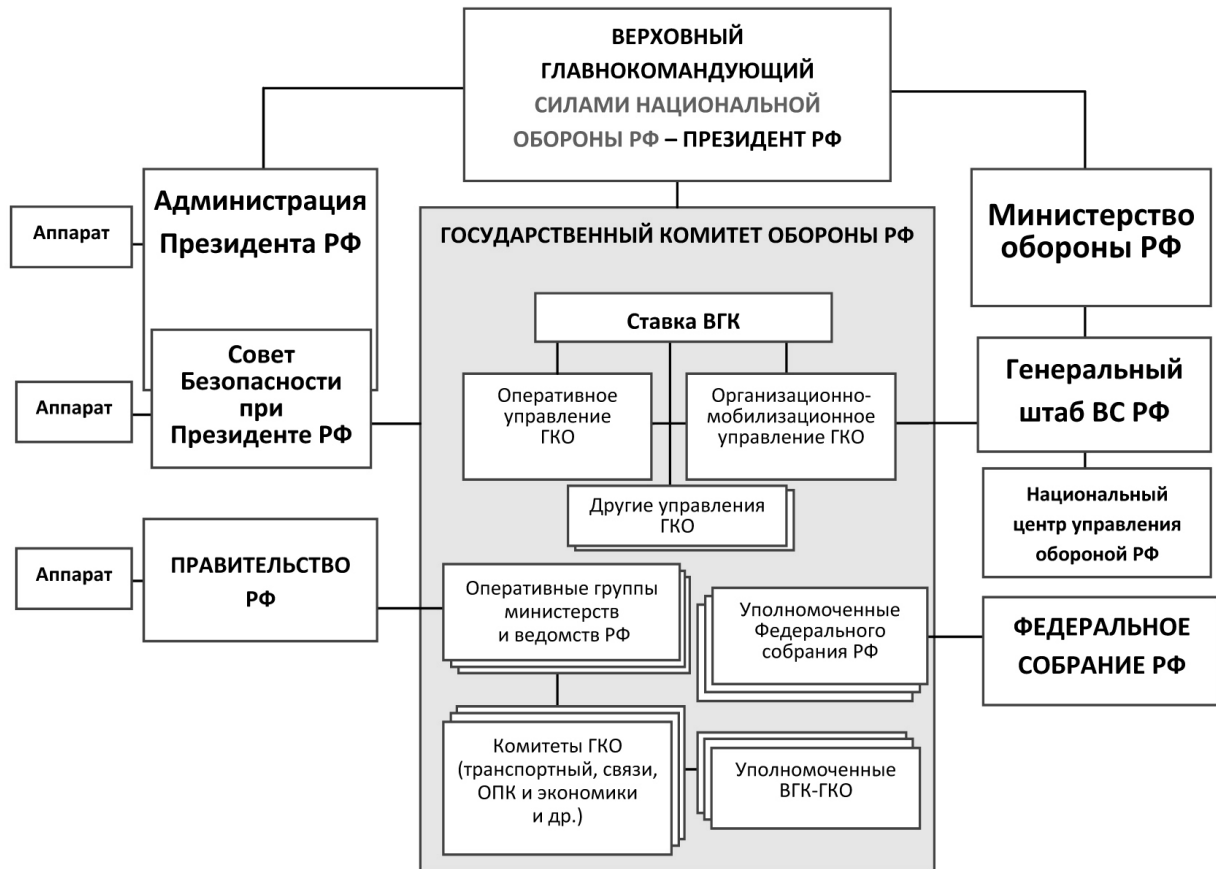 ВЕРХОВНЫЙ
ГЛАВНОКОМАНДУЮЩИЙ
СИЛАМИ НАЦИОНАЛЬНОЙ
ОБОРОНЫ РФ – ПРЕЗИДЕНТ РФ
Аппарат
Администрация
Президента РФ
ГОСУДАРСТВЕННЫЙ КОМИТЕТ ОБОРОНЫ РФ
Министерство
обороны РФ
Ставка ВГК
Аппарат
Совет
Безопасности
при
Президенте РФ
Оперативное
управление
ГКО
Организационно-
мобилизационное
управление ГКО
Генеральный
штаб ВС РФ
Другие управления
ГКО
Национальный
центр управления
обороной РФ
Аппарат
ПРАВИТЕЛЬСТВО
РФ
Оперативные группы
министерств
и ведомств РФ
Уполномоченные
Федерального
собрания РФ
ФЕДЕРАЛЬНОЕ
СОБРАНИЕ РФ
Комитеты ГКО
(транспортный, связи,
ОПК и экономики
и др.)
Уполномоченные
ВГК-ГКО